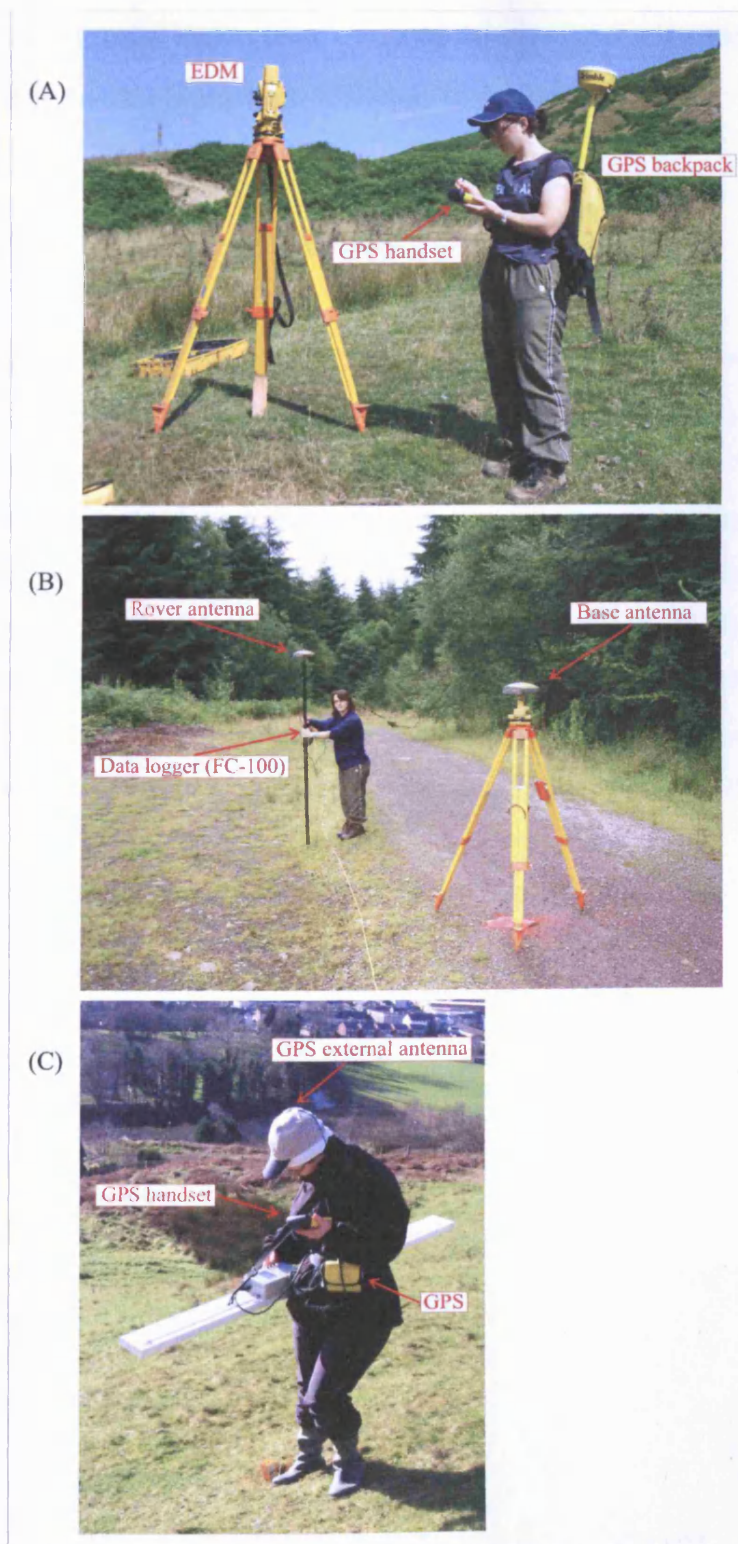 (A)
EDM
Trimble
GPS backpack
GPS handset
(B)
Rover antenna
Base antenna
Data logger (FC-100)
(C)
GPS external antenna
GPS handset
GPS